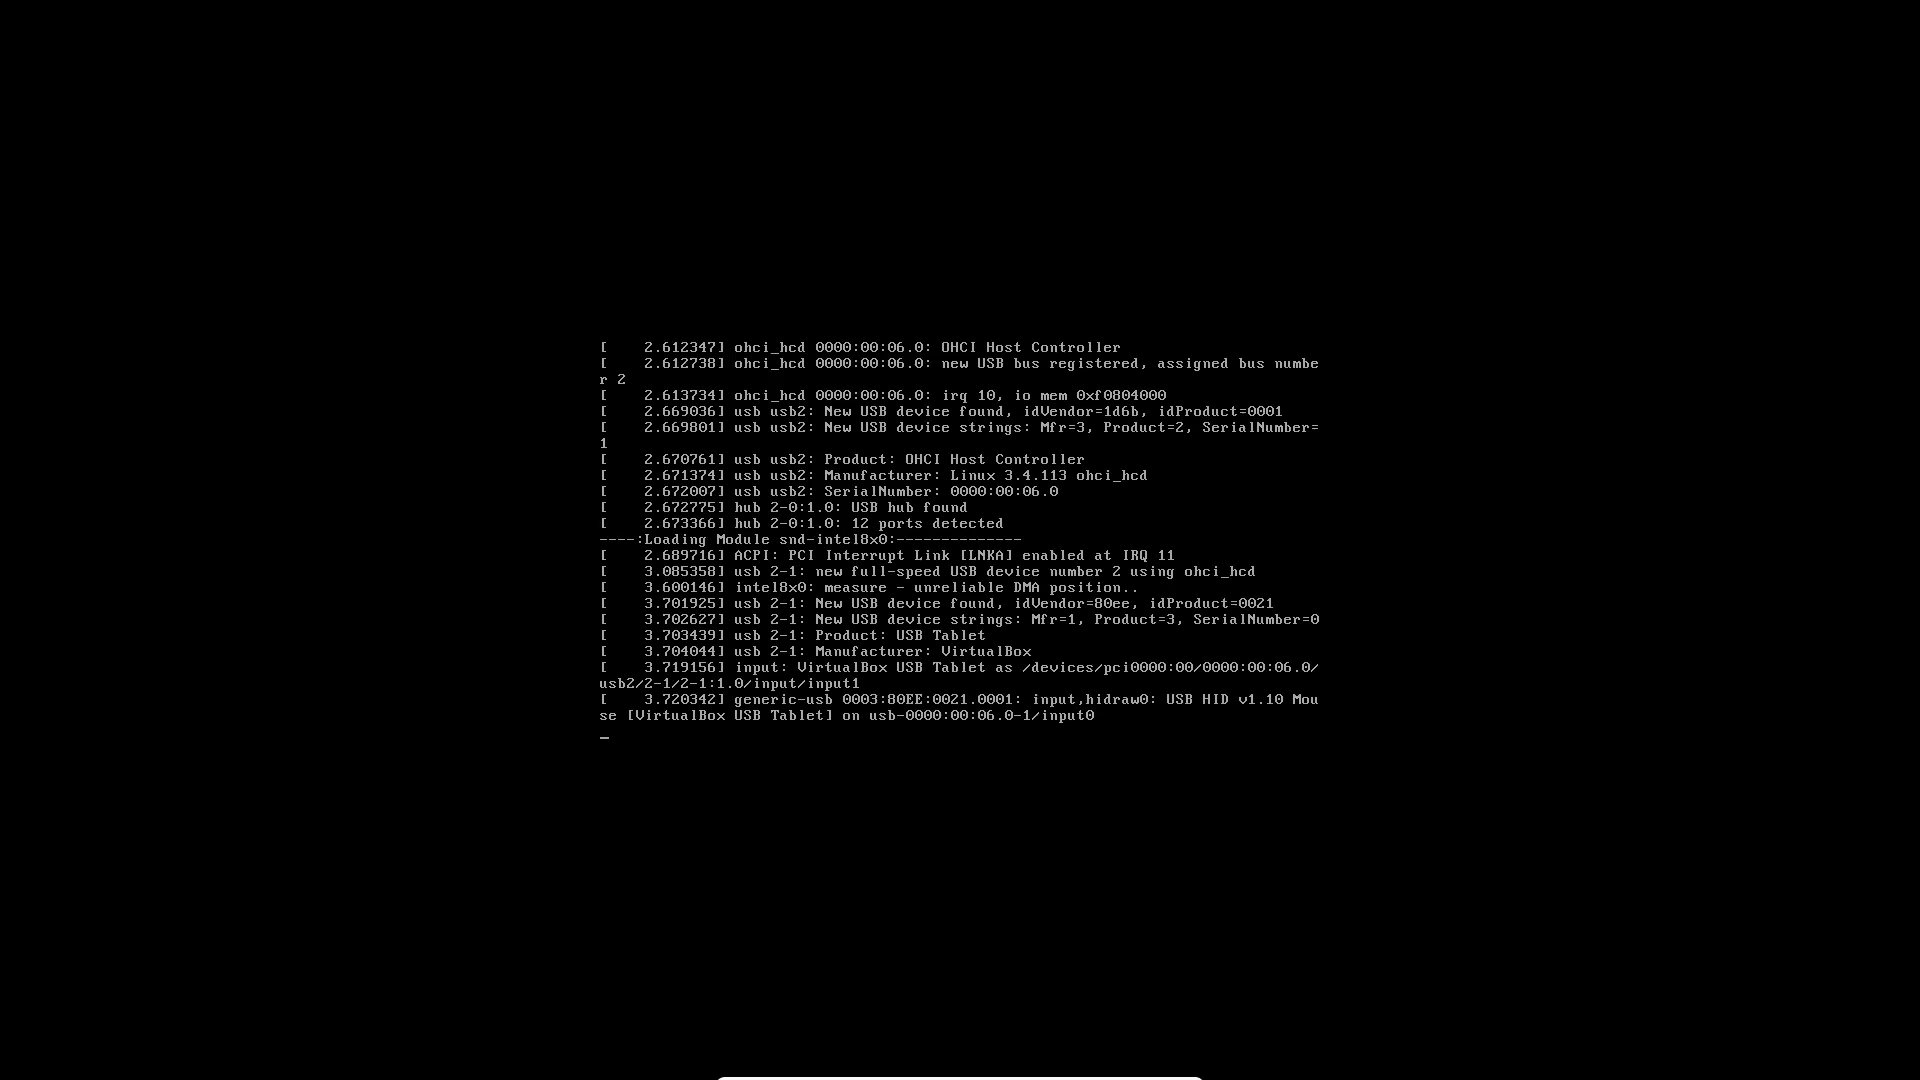 [    2.612347] ohci_hcd 0000:00:06.0: OHCI Host Controller
[    2.612738] ohci_hcd 0000:00:06.0: new USB bus registered, assigned bus numbe
r 2
[    2.613734] ohci_hcd 0000:00:06.0: irq 10, io mem 0xf0804000
[    2.669036] usb usb2: New USB device found, idVendor=1d6b, idProduct=0001
[    2.669801] usb usb2: New USB device strings: Mfr=3, Product=2, SerialNumber=
1
[    2.670761] usb usb2: Product: OHCI Host Controller
[    2.671374] usb usb2: Manufacturer: Linux 3.4.113 ohci_hcd
[    2.672007] usb usb2: SerialNumber: 0000:00:06.0
[    2.672775] hub 2-0:1.0: USB hub found
[    2.673366] hub 2-0:1.0: 12 ports detected
----:Loading Module snd-intel8x0:--------------
[    2.689716] ACPI: PCI Interrupt Link [LNKA] enabled at IRQ 11
[    3.085358] usb 2-1: new full-speed USB device number 2 using ohci_hcd
[    3.600146] intel8x0: measure - unreliable DMA position..
[    3.701925] usb 2-1: New USB device found, idVendor=80ee, idProduct=0021
[    3.702627] usb 2-1: New USB device strings: Mfr=1, Product=3, SerialNumber=0
[    3.703439] usb 2-1: Product: USB Tablet
[    3.704044] usb 2-1: Manufacturer: VirtualBox
[    3.719156] input: VirtualBox USB Tablet as /devices/pci0000:00/0000:00:06.0/
usb2/2-1/2-1:1.0/input/input1
[    3.720342] generic-usb 0003:80EE:0021.0001: input,hidraw0: USB HID v1.10 Mou
se [VirtualBox USB Tablet] on usb-0000:00:06.0-1/input0
_